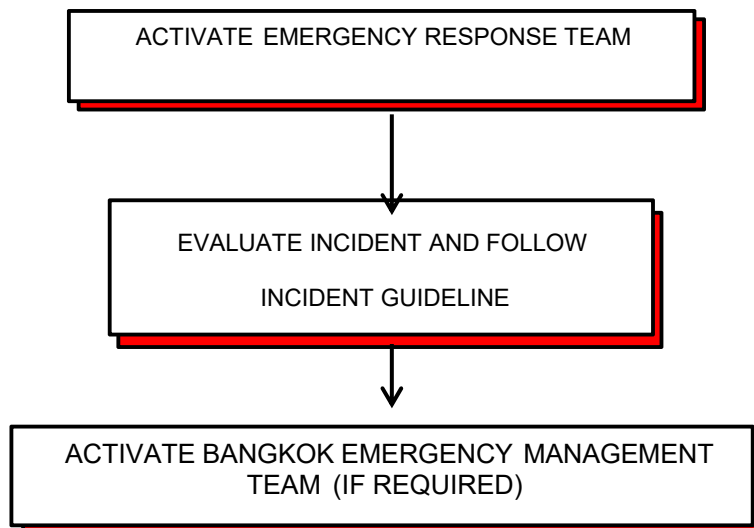 ACTIVATE EMERGENCY RESPONSE TEAM
EVALUATE INCIDENT AND FOLLOW
INCIDENT GUIDELINE
ACTIVATE BANGKOK EMERGENCY MANAGEMENT
TEAM (IF REQUIRED)